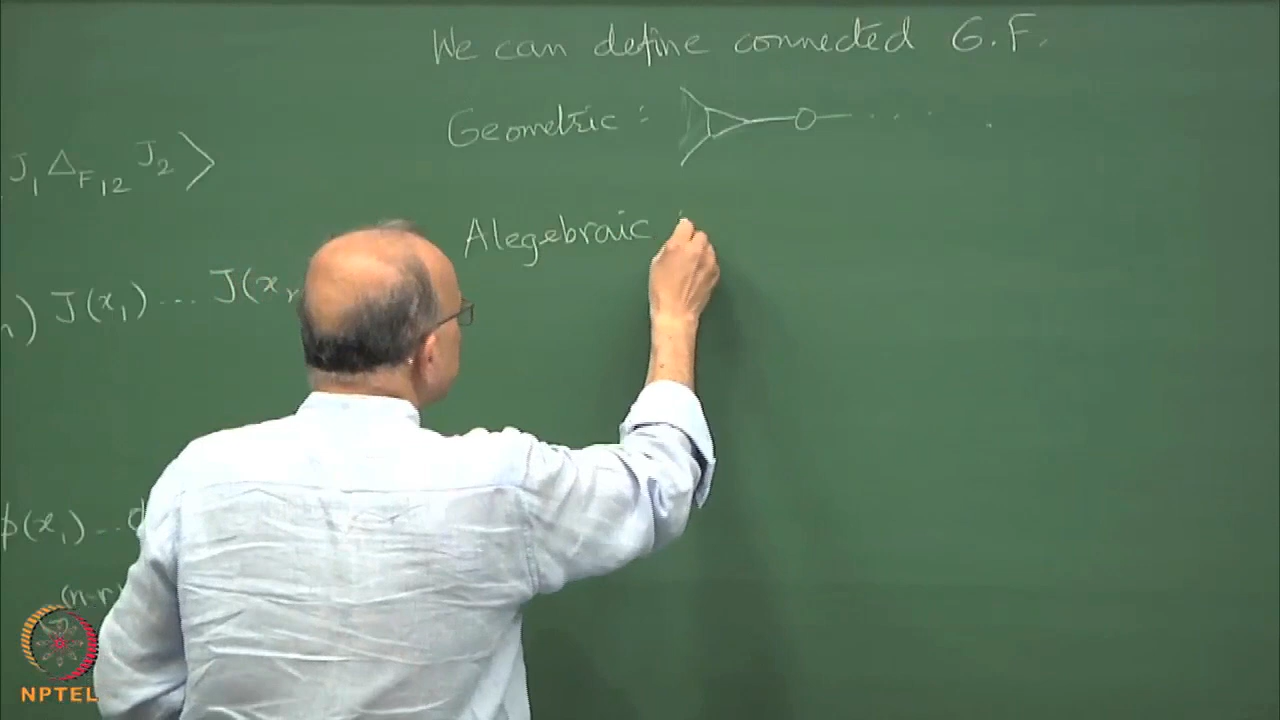 We can define connected G.F.
Geometric :
J₁ Δ_F₁₂ J₂ ⟩
Alegebraic
) J(x₁) ... J(x
ϕ(x₁) ...
(n-r
NPTEL